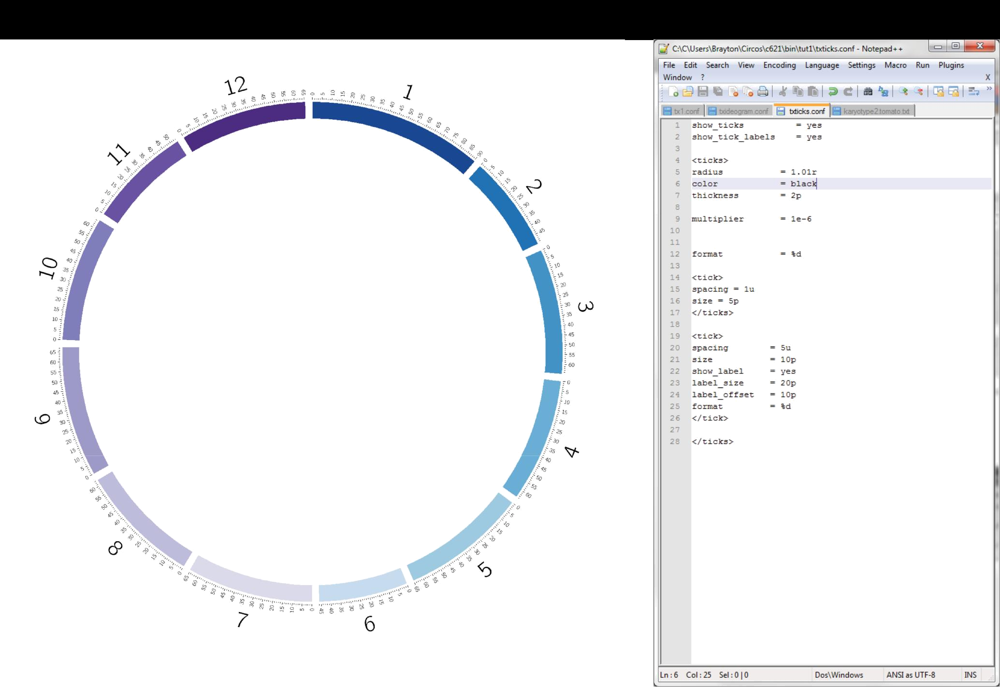 1
0 5 10 15 20 25 30 35 40 45 50 55 60 65 70 75 80 85 90
2
0 5 10 15 20 25 30 35 40 45
3
0 5 10 15 20 25 30 35 40 45 50 55 60
4
0 5 10 15 20 25 30 35 40 45 50 55 60
5
0 5 10 15 20 25 30 35 40 45 50 55 60 65
6
0 5 10 15 20 25 30 35 40 45
7
0 5 10 15 20 25 30 35 40 45 50 55 60 65
8
0 5 10 15 20 25 30 35 40 45 50 55 60
9
0 5 10 15 20 25 30 35 40 45 50 55 60 65
10
0 5 10 15 20 25 30 35 40 45 50 55 60
11
0 5 10 15 20 25 30 35 40 45 50
12
0 5 10 15 20 25 30 35 40 45 50 55 60 65
C:\C\Users\Brayton\Circos\c621\bin\tut1\txticks.conf - Notepad++
File Edit Search View Encoding Language Settings Macro Run Plugins
Window ? X
tx1.conf txideogram.conf txticks.conf karyotype2.tomato.txt
1 show_ticks = yes
2 show_tick_labels = yes
3
4 <ticks>
5 radius = 1.01r
6 color = black
7 thickness = 2p
8
9 multiplier = 1e-6
10
11
12 format = %d
13
14 <tick>
15 spacing = 1u
16 size = 5p
17 </ticks>
18
19 <tick>
20 spacing = 5u
21 size = 10p
22 show_label = yes
23 label_size = 20p
24 label_offset = 10p
25 format = %d
26 </tick>
27
28 </ticks>
Ln : 6 Col : 25 Sel : 0 | 0 Dos\Windows ANSI as UTF-8 INS